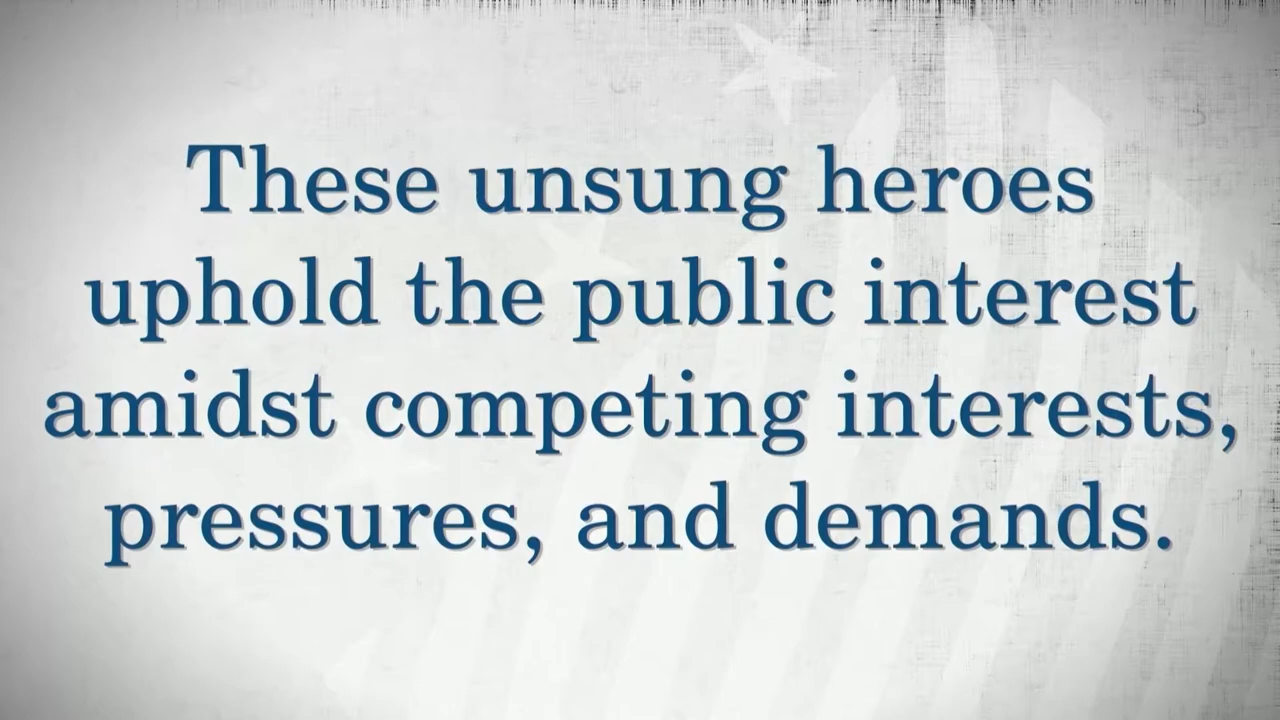 These unsung heroes
uphold the public interest
amidst competing interests,
pressures, and demands.